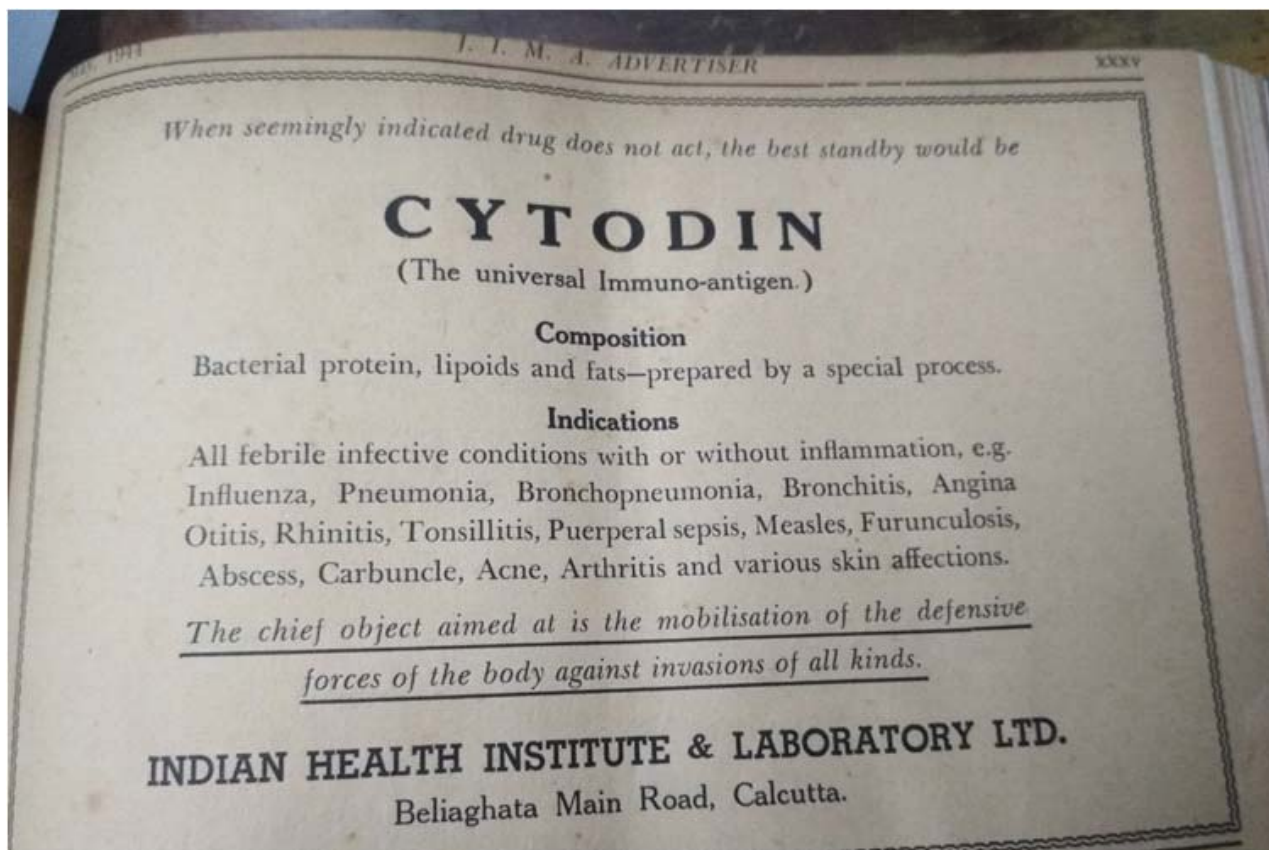 1944
J. I. M. A. ADVERTISER
xxxv
When seemingly indicated drug does not act, the best standby would be
CYTODIN
(The universal Immuno-antigen.)
Composition
Bacterial protein, lipoids and fats—prepared by a special process.
Indications
All febrile infective conditions with or without inflammation, e.g.
Influenza, Pneumonia, Bronchopneumonia, Bronchitis, Angina
Otitis, Rhinitis, Tonsillitis, Puerperal sepsis, Measles, Furunculosis,
Abscess, Carbuncle, Acne, Arthritis and various skin affections.
The chief object aimed at is the mobilisation of the defensive
forces of the body against invasions of all kinds.
INDIAN HEALTH INSTITUTE & LABORATORY LTD.
Beliaghata Main Road, Calcutta.